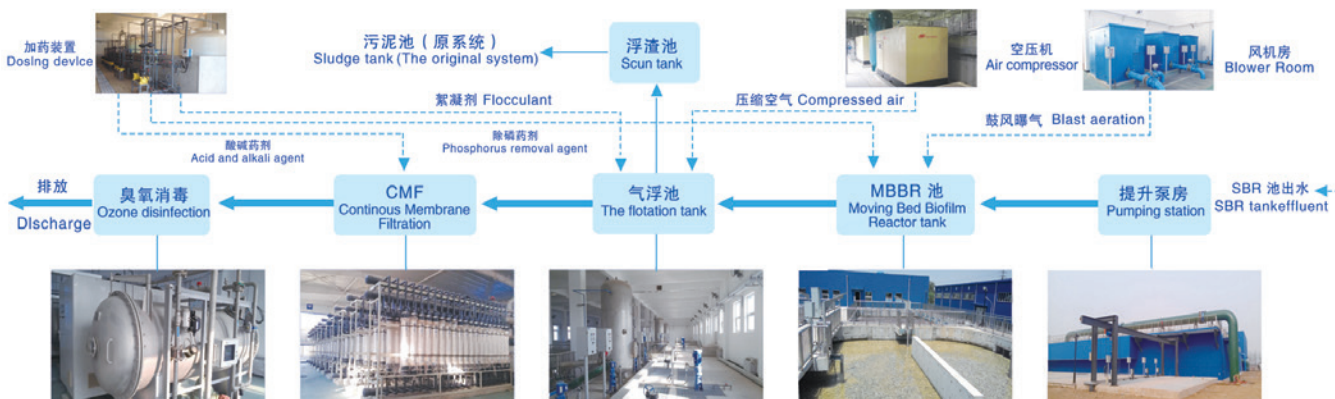 加药装置
Dosing device
污泥池（原系统）
Sludge tank (The original system)
浮渣池
Scun tank
空压机
Air compressor
风机房
Blower Room
絮凝剂 Flocculant
压缩空气 Compressed air
鼓风曝气 Blast aeration
酸碱药剂
Acid and alkali agent
除磷药剂
Phosphorus removal agent
排放
DIscharge
臭氧消毒
Ozone disinfection
CMF
Continous Membrane
Filtration
气浮池
The flotation tank
MBBR 池
Moving Bed Biofilm
Reactor tank
提升泵房
Pumping station
SBR 池出水
SBR tankeffluent